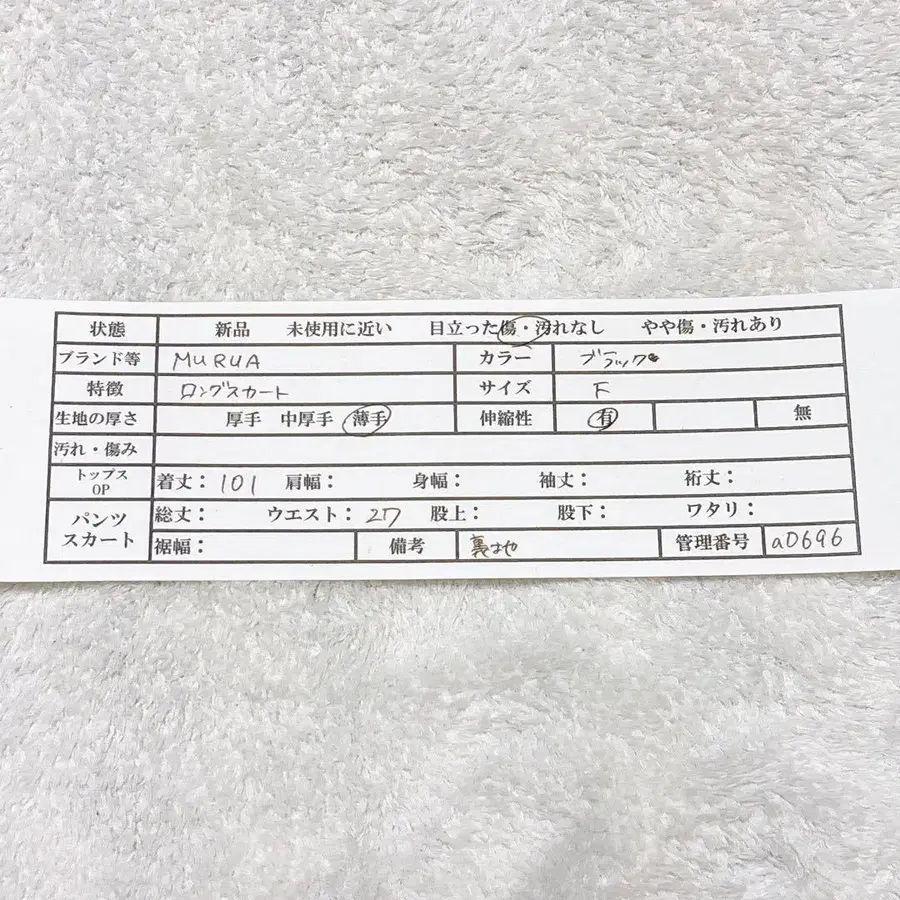 状態 新品 未使用に近い 目立った傷・汚れなし やや傷・汚れあり
ブランド等 MURUA カラー ブラック
特徴 ロングスカート サイズ F
生地の厚さ 厚手 中厚手 薄手 伸縮性 有 無
汚れ・傷み
トップス OP 着丈: 101 肩幅: 身幅: 袖丈: 裄丈:
パンツ スカート 総丈: ウエスト: 27 股上: 股下: ワタリ:
裾幅: 備考 裏地 管理番号 a0696